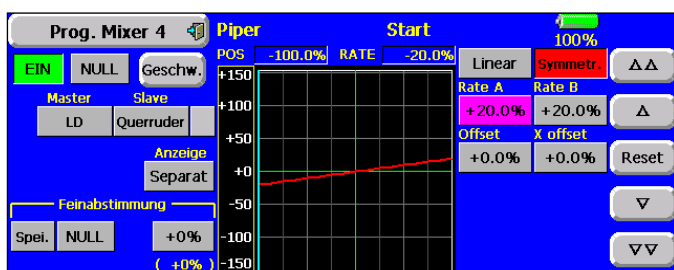 Prog. Mixer 4 Piper Start 100%
POS -100.0% RATE -20.0%
EIN NULL Geschw. Linear Symmetr.
Master Slave
LD Querruder
Rate A Rate B
+20.0% +20.0%
Offset X offset
+0.0% +0.0% Reset
Anzeige
Separat
Feinabstimmung
Spei. NULL +0%
( +0% )
+150
+100
+50
+0
-50
-100
-150